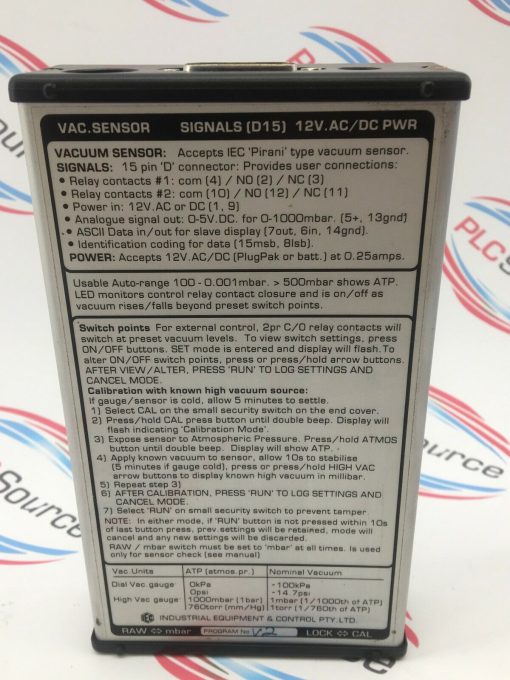 VAC.SENSOR SIGNALS (D15) 12V.AC/DC PWR
VACUUM SENSOR: Accepts IEC 'Pirani' type vacuum sensor.
SIGNALS: 15 pin 'D' connector: Provides user connections:
• Relay contacts #1: com (4) / NO (2) / NC (3)
• Relay contacts #2: com (10) / NO (12) / NC (11)
• Power in: 12V.AC or DC (1, 9)
• Analogue signal out: 0-5V.DC. for 0-1000mbar. (5+, 13gnd)
• ASCII Data in/out for slave display (7out, 6in, 14gnd).
• Identification coding for data (15msb, 8lsb).
POWER: Accepts 12V.AC/DC (PlugPak or batt.) at 0.25amps.
Usable Auto-range 100 - 0.001mbar. > 500mbar shows ATP.
LED monitors control relay contact closure and is on/off as
vacuum rises/falls beyond preset switch points.
Switch points For external control, 2pr C/O relay contacts will
switch at preset vacuum levels. To view switch settings, press
ON/OFF buttons. SET mode is entered and display will flash. To
alter ON/OFF switch points, press or press/hold arrow buttons.
AFTER VIEW/ALTER, PRESS 'RUN' TO LOG SETTINGS AND
CANCEL MODE.
Calibration with known high vacuum source:
If gauge/sensor is cold, allow 5 minutes to settle.
1) Select CAL on the small security switch on the end cover.
2) Press/hold CAL press button until double beep. Display will
flash indicating 'Calibration Mode'.
3) Expose sensor to Atmospheric Pressure. Press/hold ATMOS
button to double beep. Display will show ATP.
4) Apply known vacuum to sensor, allow 10s to stabilise
(5 minutes if gauge cold), press or press/hold HIGH VAC
arrow buttons to display known high vacuum in millibar.
5) Repeat step 3)
6) AFTER CALIBRATION, PRESS 'RUN' TO LOG SETTINGS AND
CANCEL MODE.
7) Select 'RUN' on small security switch to prevent tamper.
NOTE: In either mode, if 'RUN' button is not pressed within 10s
of last button press, prev. settings will be retained, mode will
cancel and any new settings will be discarded.
RAW / mbar switch must be set to 'mbar' at all times. Is used
only for sensor check (see manual)
Vac Units ATP (atmos.pr.) Nominal Vacuum
Dial Vac.gauge 0kPa -100kPa
0psi -14.7psi
High Vac.gauge 1000mbar (1bar) 1mbar (1/1000th of ATP)
760torr (mm/Hg) 1torr (1/760th of ATP)
IEC INDUSTRIAL EQUIPMENT & CONTROL PTY.LTD.
RAW ⇔ mbar PROGRAM No V2 LOCK ⇔ CAL
PLCSource